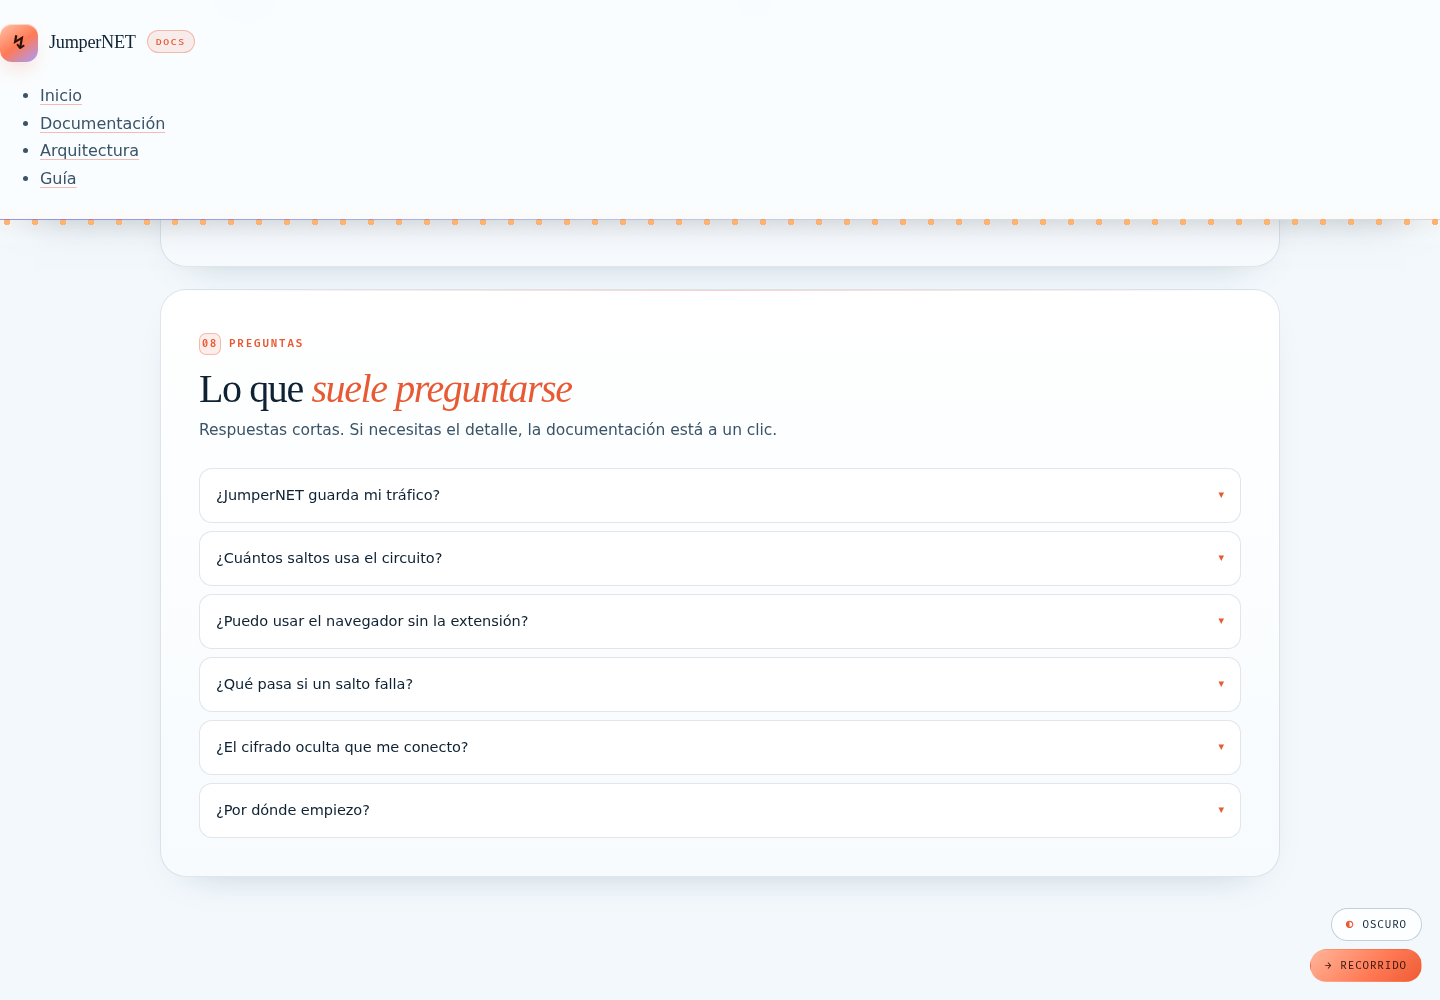 ↯ JumperNET DOCS
Inicio
Documentación
Arquitectura
Guía
08 PREGUNTAS
Lo que suele preguntarse
Respuestas cortas. Si necesitas el detalle, la documentación está a un clic.
¿JumperNET guarda mi tráfico?
¿Cuántos saltos usa el circuito?
¿Puedo usar el navegador sin la extensión?
¿Qué pasa si un salto falla?
¿El cifrado oculta que me conecto?
¿Por dónde empiezo?
◐ OSCURO
→ RECORRIDO